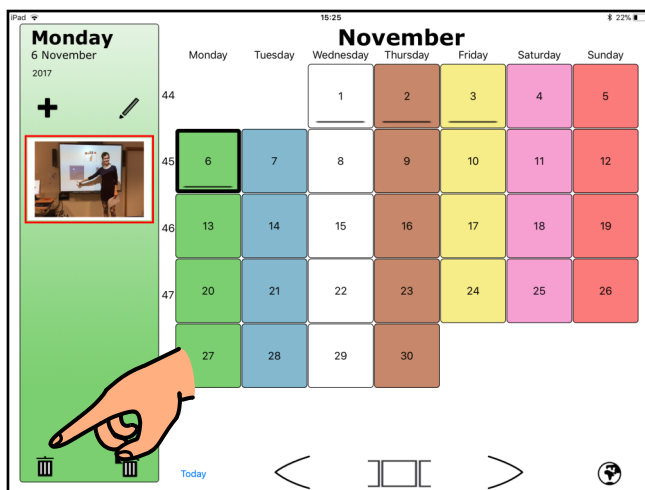 iPad 15:25 22%
Monday
6 November
2017
November
Monday Tuesday Wednesday Thursday Friday Saturday Sunday
44 1 2 3 4 5
45 6 7 8 9 10 11 12
46 13 14 15 16 17 18 19
47 20 21 22 23 24 25 26
27 28 29 30
Today